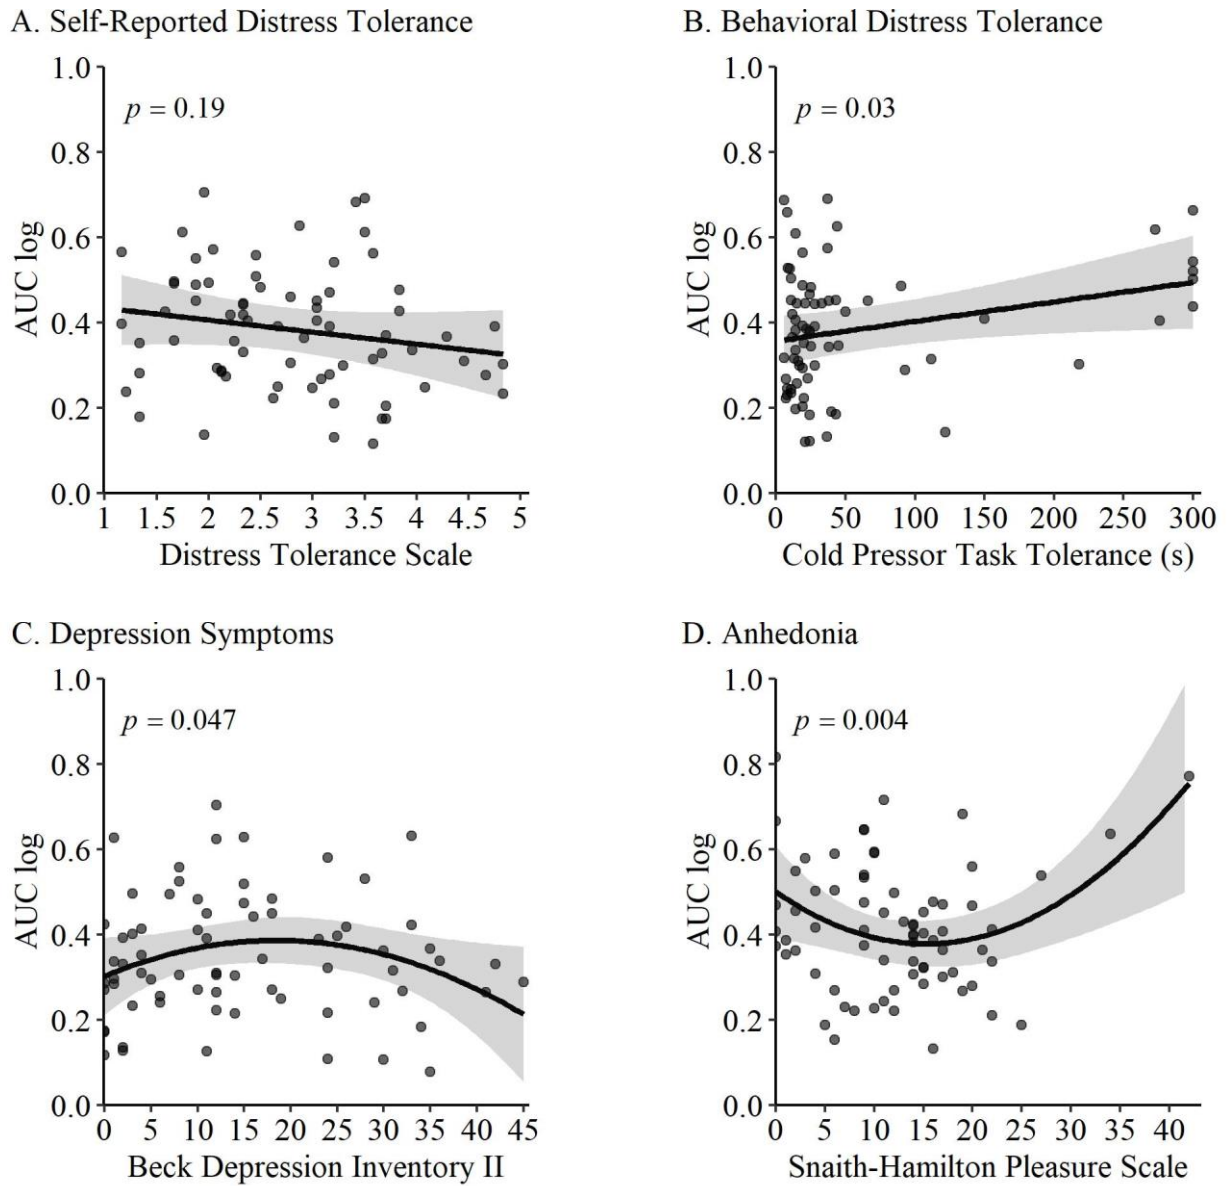 A. Self-Reported Distress Tolerance
1.0
p = 0.19
0.8
0.6
AUC log
0.4
0.2
0.0
1 1.5 2 2.5 3 3.5 4 4.5 5
Distress Tolerance Scale
B. Behavioral Distress Tolerance
1.0
p = 0.03
0.8
0.6
AUC log
0.4
0.2
0.0
0 50 100 150 200 250 300
Cold Pressor Task Tolerance (s)
C. Depression Symptoms
1.0
p = 0.047
0.8
0.6
AUC log
0.4
0.2
0.0
0 5 10 15 20 25 30 35 40 45
Beck Depression Inventory II
D. Anhedonia
1.0
p = 0.004
0.8
0.6
AUC log
0.4
0.2
0.0
0 5 10 15 20 25 30 35 40
Snaith-Hamilton Pleasure Scale